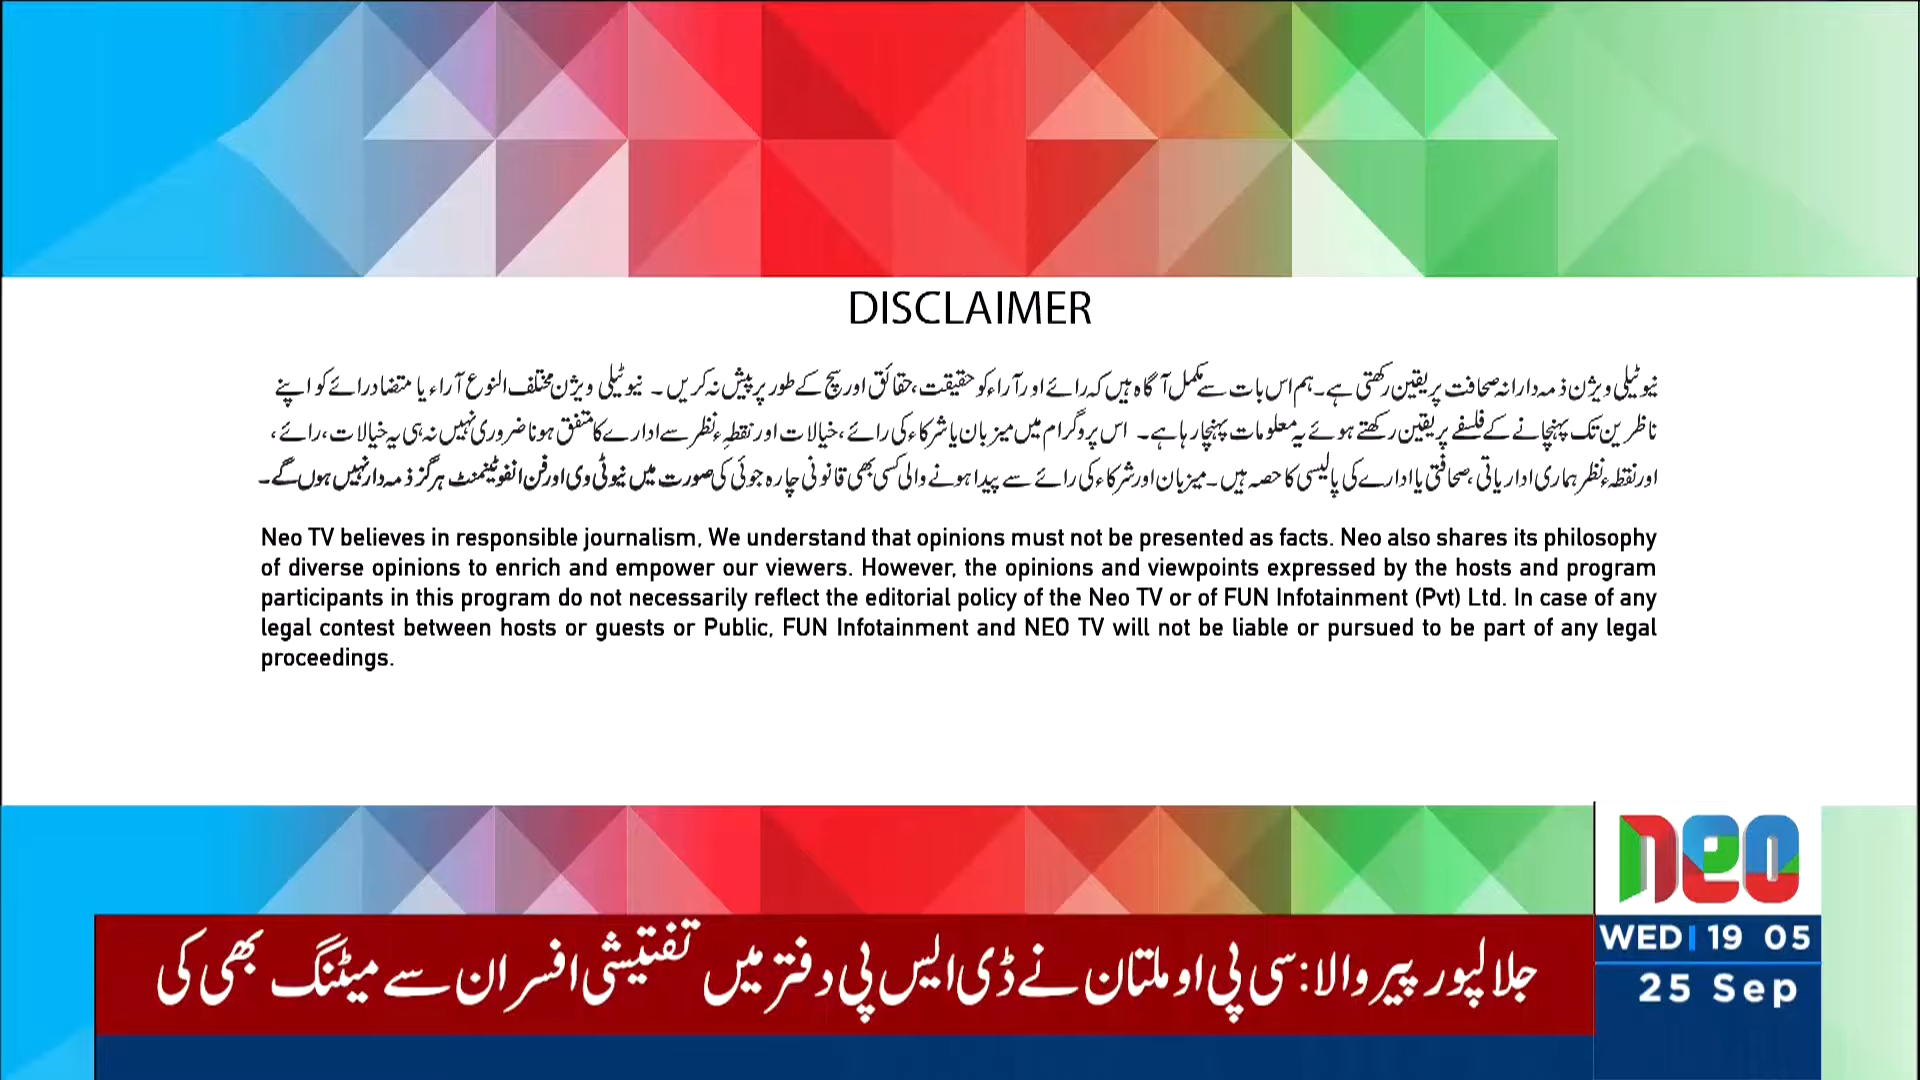 DISCLAIMER
نیو ٹیلی ویژن ذمہ دارانہ صحافت پر یقین رکھتی ہے۔ ہم اس بات سے مکمل آگاہ ہیں کہ رائے اور آراء کو حقیقت، حقائق اور سچ کے طور پر پیش نہ کریں۔ نیو ٹیلی ویژن مختلف النوع آراء یا متضاد رائے کو اپنے
ناظرین تک پہنچانے کے فلسفے پر یقین رکھتے ہوئے یہ معلومات پہنچا رہا ہے۔ اس پروگرام میں میزبان یا شرکاء کی رائے، خیالات اور نقطہءِ نظر سے ادارے کا متفق ہونا ضروری نہیں نہ ہی یہ خیالات، رائے،
اور نقطہء نظر ہماری ادارتی، صحافتی یا ادارے کی پالیسی کا حصہ ہیں۔ میزبان اور شرکاء کی رائے سے پیدا ہونے والی کسی بھی قانونی چارہ جوئی کی صورت میں نیو ٹی وی اور فن انفوٹینمنٹ ہرگز ذمہ دار نہیں ہوں گے۔
Neo TV believes in responsible journalism, We understand that opinions must not be presented as facts. Neo also shares its philosophy
of diverse opinions to enrich and empower our viewers. However, the opinions and viewpoints expressed by the hosts and program
participants in this program do not necessarily reflect the editorial policy of the Neo TV or of FUN Infotainment (Pvt) Ltd. In case of any
legal contest between hosts or guests or Public, FUN Infotainment and NEO TV will not be liable or pursued to be part of any legal
proceedings.
neo
WED 19 05
25 Sep
جلالپور پیر والا: سی پی او ملتان نے ڈی ایس پی دفتر میں تفتیشی افسران سے میٹنگ بھی کی